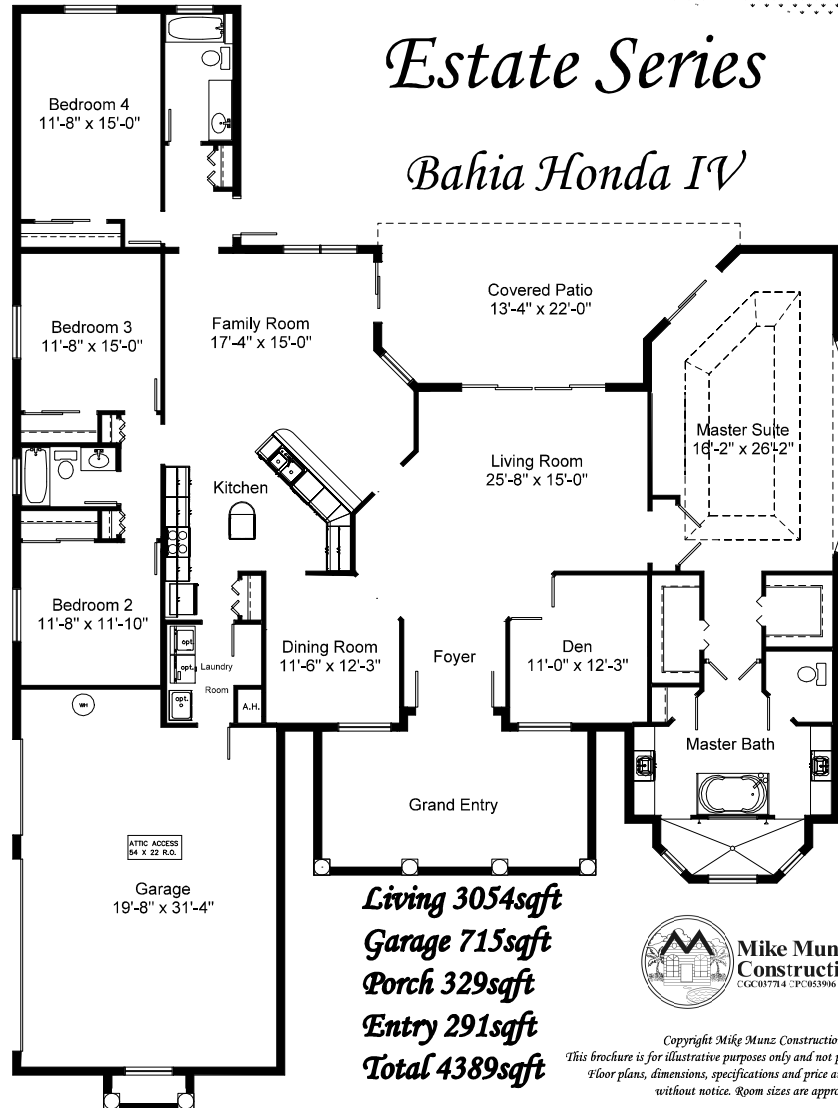 Estate Series
Bahia Honda IV
Bedroom 4
11'-8" x 15'-0"
Covered Patio
13'-4" x 22'-0"
Bedroom 3
11'-8" x 15'-0"
Family Room
17'-4" x 15'-0"
Master Suite
16'-2" x 26'-2"
Living Room
25'-8" x 15'-0"
Kitchen
Bedroom 2
11'-8" x 11'-10"
opt.
opt.
Laundry
Room
opt.
A.H.
Dining Room
11'-6" x 12'-3"
Foyer
Den
11'-0" x 12'-3"
WH
Master Bath
Grand Entry
ATTIC ACCESS
54 X 22 R.O.
Garage
19'-8" x 31'-4"
Living 3054sqft
Garage 715sqft
Porch 329sqft
Entry 291sqft
Total 4389sqft
Mike Mun
Constructi
CGC037714 CPC053906
Copyright Mike Munz Constructio
This brochure is for illustrative purposes only and not p
Floor plans, dimensions, specifications and price a
without notice. Room sizes are appro